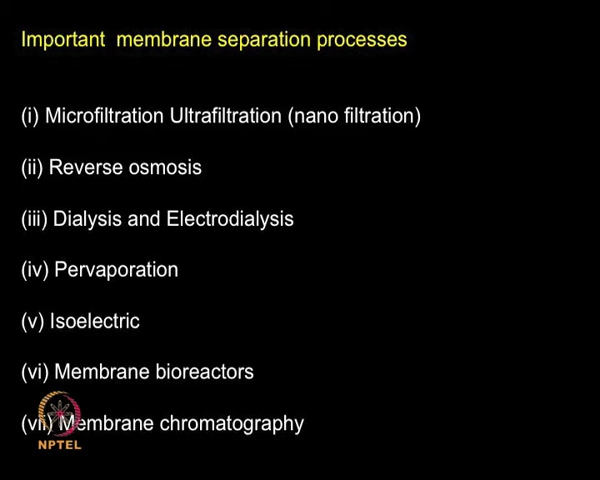 Important membrane separation processes
(i) Microfiltration Ultrafiltration (nano filtration)
(ii) Reverse osmosis
(iii) Dialysis and Electrodialysis
(iv) Pervaporation
(v) Isoelectric
(vi) Membrane bioreactors
(vii) Membrane chromatography
NPTEL